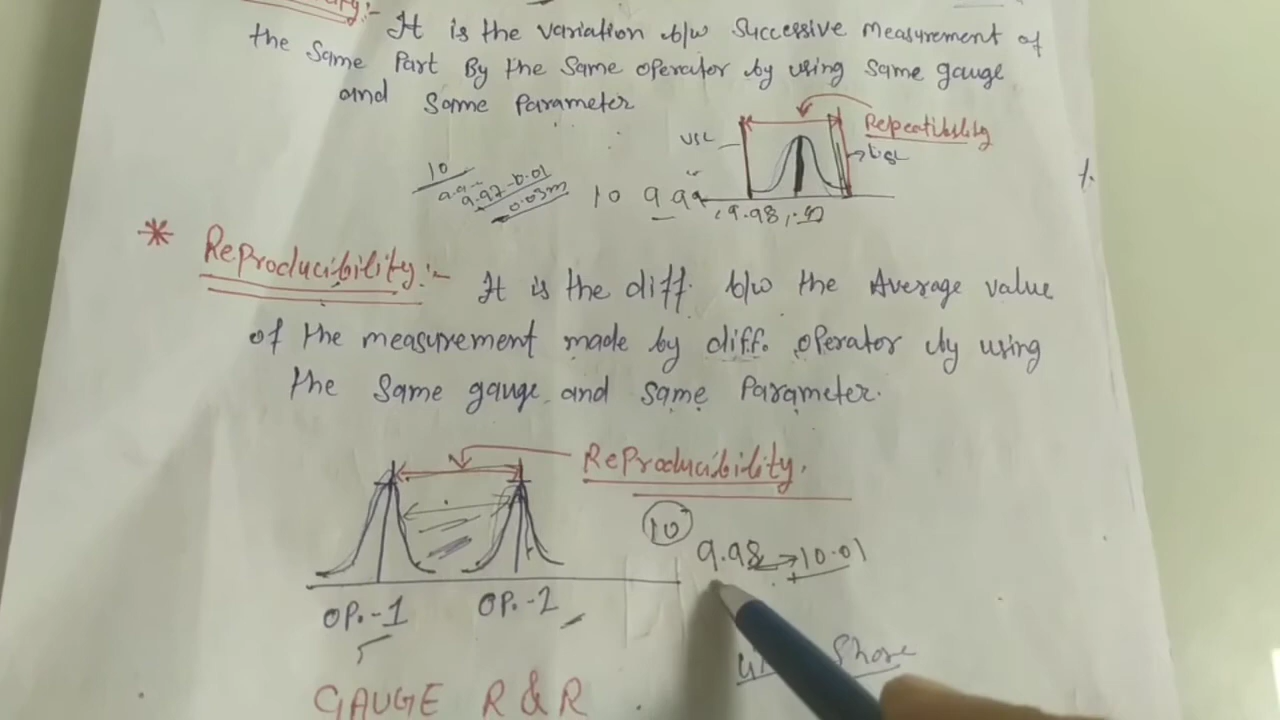 It is the variation b/w Successive Measurement of
the Same Part By the Same operator by using Same gauge
and Same Parameter
Repeatibility
USL
10
9.97-0.01
0.03m
10 9.99
9.98,
* Reproducibility:- It is the diff. b/w the Average value
of the measurement made by diff. operator by using
the Same gauge and Same Parameter.
Reproducibility.
10
9.98 → 10.01
OP.-1 OP.-2
Share
GAUGE R & R